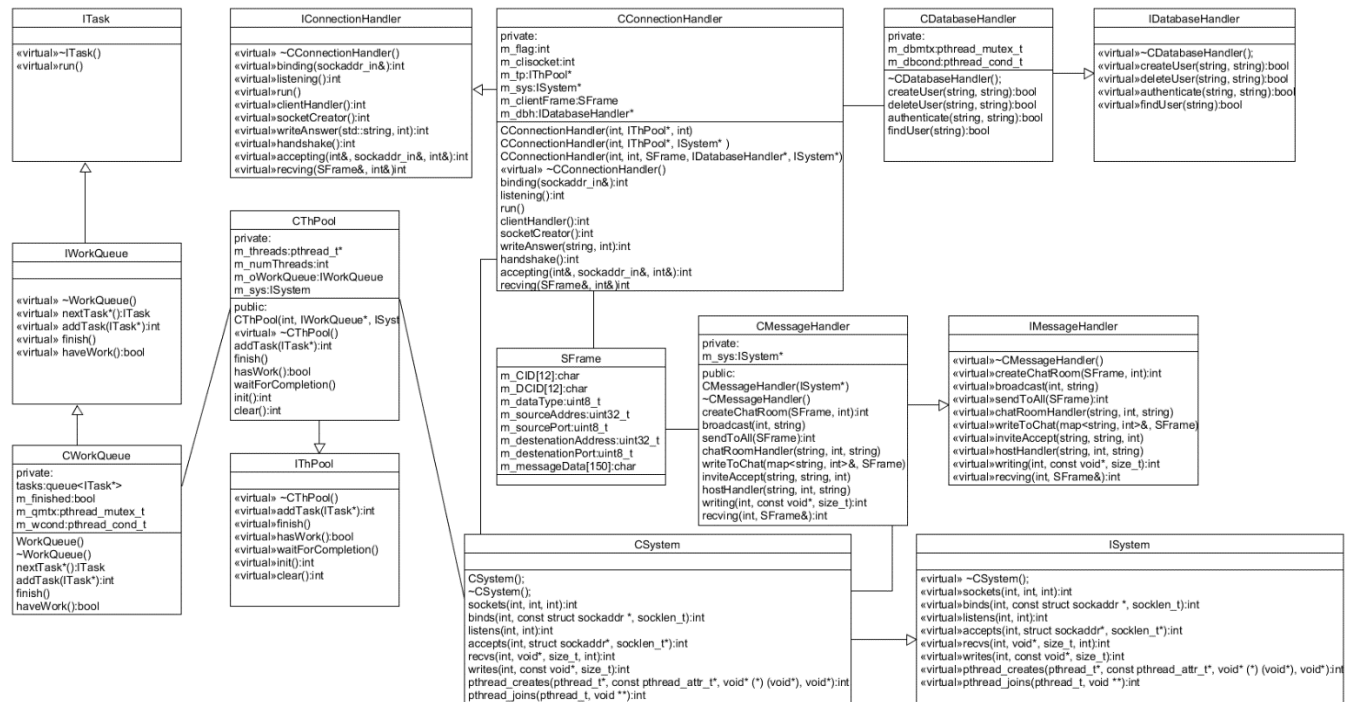 ITask
«virtual»~ITask()
«virtual»run()
IConnectionHandler
«virtual» ~CConnectionHandler()
«virtual»binding(sockaddr_in&):int
«virtual»listening():int
«virtual»run()
«virtual»clientHandler():int
«virtual»socketCreator():int
«virtual»writeAnswer(std::string, int):int
«virtual»handshake():int
«virtual»accepting(int&, sockaddr_in&, int&):int
«virtual»recving(SFrame&, int&)int
CConnectionHandler
private:
m_flag:int
m_clisocket:int
m_tp:IThPool*
m_sys:ISystem*
m_clientFrame:SFrame
m_dbh:IDatabaseHandler*
CConnectionHandler(int, IThPool*, int)
CConnectionHandler(int, IThPool*, ISystem* )
CConnectionHandler(int, int, SFrame, IDatabaseHandler*, ISystem*)
«virtual» ~CConnectionHandler()
binding(sockaddr_in&):int
listening():int
run()
clientHandler():int
socketCreator():int
writeAnswer(string, int):int
handshake():int
accepting(int&, sockaddr_in&, int&):int
recving(SFrame&, int&)int
CDatabaseHandler
private:
m_dbmtx:pthread_mutex_t
m_dbcond:pthread_cond_t
~CDatabaseHandler();
createUser(string, string):bool
deleteUser(string, string):bool
authenticate(string, string):bool
findUser(string):bool
IDatabaseHandler
«virtual»~CDatabaseHandler();
«virtual»createUser(string, string):bool
«virtual»deleteUser(string, string):bool
«virtual»authenticate(string, string):bool
«virtual»findUser(string):bool
IWorkQueue
«virtual» ~WorkQueue()
«virtual» nextTask*():ITask
«virtual» addTask(ITask*):int
«virtual» finish()
«virtual» haveWork():bool
CThPool
private:
m_threads:pthread_t*
m_numThreads:int
m_oWorkQueue:IWorkQueue
m_sys:ISystem
public:
CThPool(int, IWorkQueue*, ISyst
«virtual» ~CThPool()
addTask(ITask*):int
finish()
hasWork():bool
waitForCompletion()
init():int
clear():int
SFrame
m_CID[12]:char
m_DCID[12]:char
m_dataType:uint8_t
m_sourceAddres:uint32_t
m_sourcePort:uint8_t
m_destenationAddress:uint32_t
m_destenationPort:uint8_t
m_messageData[150]:char
CMessageHandler
private:
m_sys:ISystem*
public:
CMessageHandler(ISystem*)
~CMessageHandler()
createChatRoom(SFrame, int):int
broadcast(int, string)
sendToAll(SFrame):int
chatRoomHandler(string, int, string)
writeToChat(map<string, int>&, SFrame)
inviteAccept(string, string, int)
hostHandler(string, int, string)
writing(int, const void*, size_t):int
recving(int, SFrame&):int
IMessageHandler
«virtual»~CMessageHandler()
«virtual»createChatRoom(SFrame, int):int
«virtual»broadcast(int, string)
«virtual»sendToAll(SFrame):int
«virtual»chatRoomHandler(string, int, string)
«virtual»writeToChat(map<string, int>&, SFrame)
«virtual»inviteAccept(string, string, int)
«virtual»hostHandler(string, int, string)
«virtual»writing(int, const void*, size_t):int
«virtual»recving(int, SFrame&):int
CWorkQueue
private:
tasks:queue<ITask*>
m_finished:bool
m_qmtx:pthread_mutex_t
m_wcond:pthread_cond_t
WorkQueue()
~WorkQueue()
nextTask*():ITask
addTask(ITask*):int
finish()
haveWork():bool
IThPool
«virtual» ~CThPool()
«virtual»addTask(ITask*):int
«virtual»finish()
«virtual»hasWork():bool
«virtual»waitForCompletion()
«virtual»init():int
«virtual»clear():int
CSystem
CSystem();
~CSystem();
sockets(int, int, int):int
binds(int, const struct sockaddr *, socklen_t):int
listens(int, int):int
accepts(int, struct sockaddr*, socklen_t*):int
recvs(int, void*, size_t, int):int
writes(int, const void*, size_t):int
pthread_creates(pthread_t*, const pthread_attr_t*, void* (*) (void*), void*):int
pthread_joins(pthread_t, void **):int
ISystem
«virtual» ~CSystem();
«virtual»sockets(int, int, int):int
«virtual»binds(int, const struct sockaddr *, socklen_t):int
«virtual»listens(int, int):int
«virtual»accepts(int, struct sockaddr*, socklen_t*):int
«virtual»recvs(int, void*, size_t, int):int
«virtual»writes(int, const void*, size_t):int
«virtual»pthread_creates(pthread_t*, const pthread_attr_t*, void* (*) (void*), void*):int
«virtual»pthread_joins(pthread_t, void **):int